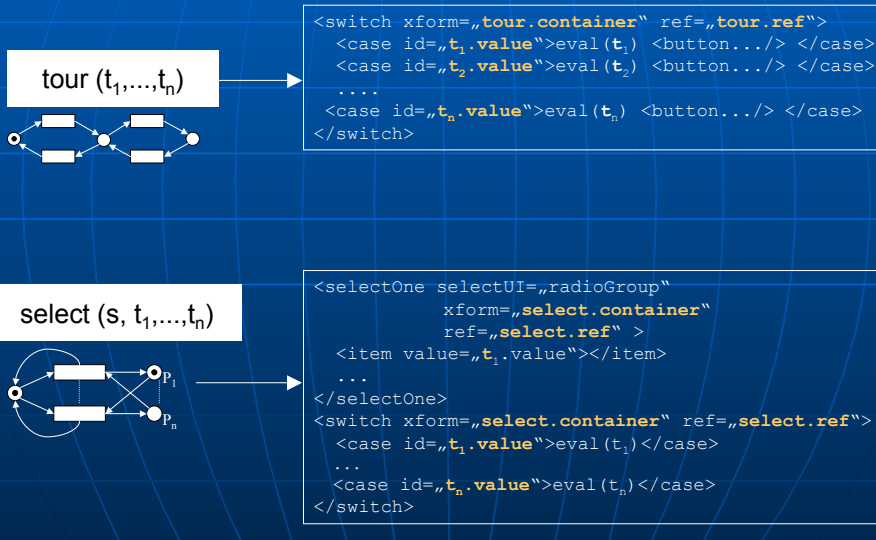 tour (t₁,...,tₙ)
<switch xform=„tour.container“ ref=„tour.ref“>
<case id=„t₁.value“>eval(t₁) <button.../> </case>
<case id=„t₂.value“>eval(t₂) <button.../> </case>
....
<case id=„tₙ.value“>eval(tₙ) <button.../> </case>
</switch>
select (s, t₁,...,tₙ)
P₁
Pₙ
<selectOne selectUI=„radioGroup“
xform=„select.container“
ref=„select.ref“ >
<item value=„t₁.value“></item>
...
</selectOne>
<switch xform=„select.container“ ref=„select.ref“>
<case id=„t₁.value“>eval(t₁)</case>
...
<case id=„tₙ.value“>eval(tₙ)</case>
</switch>